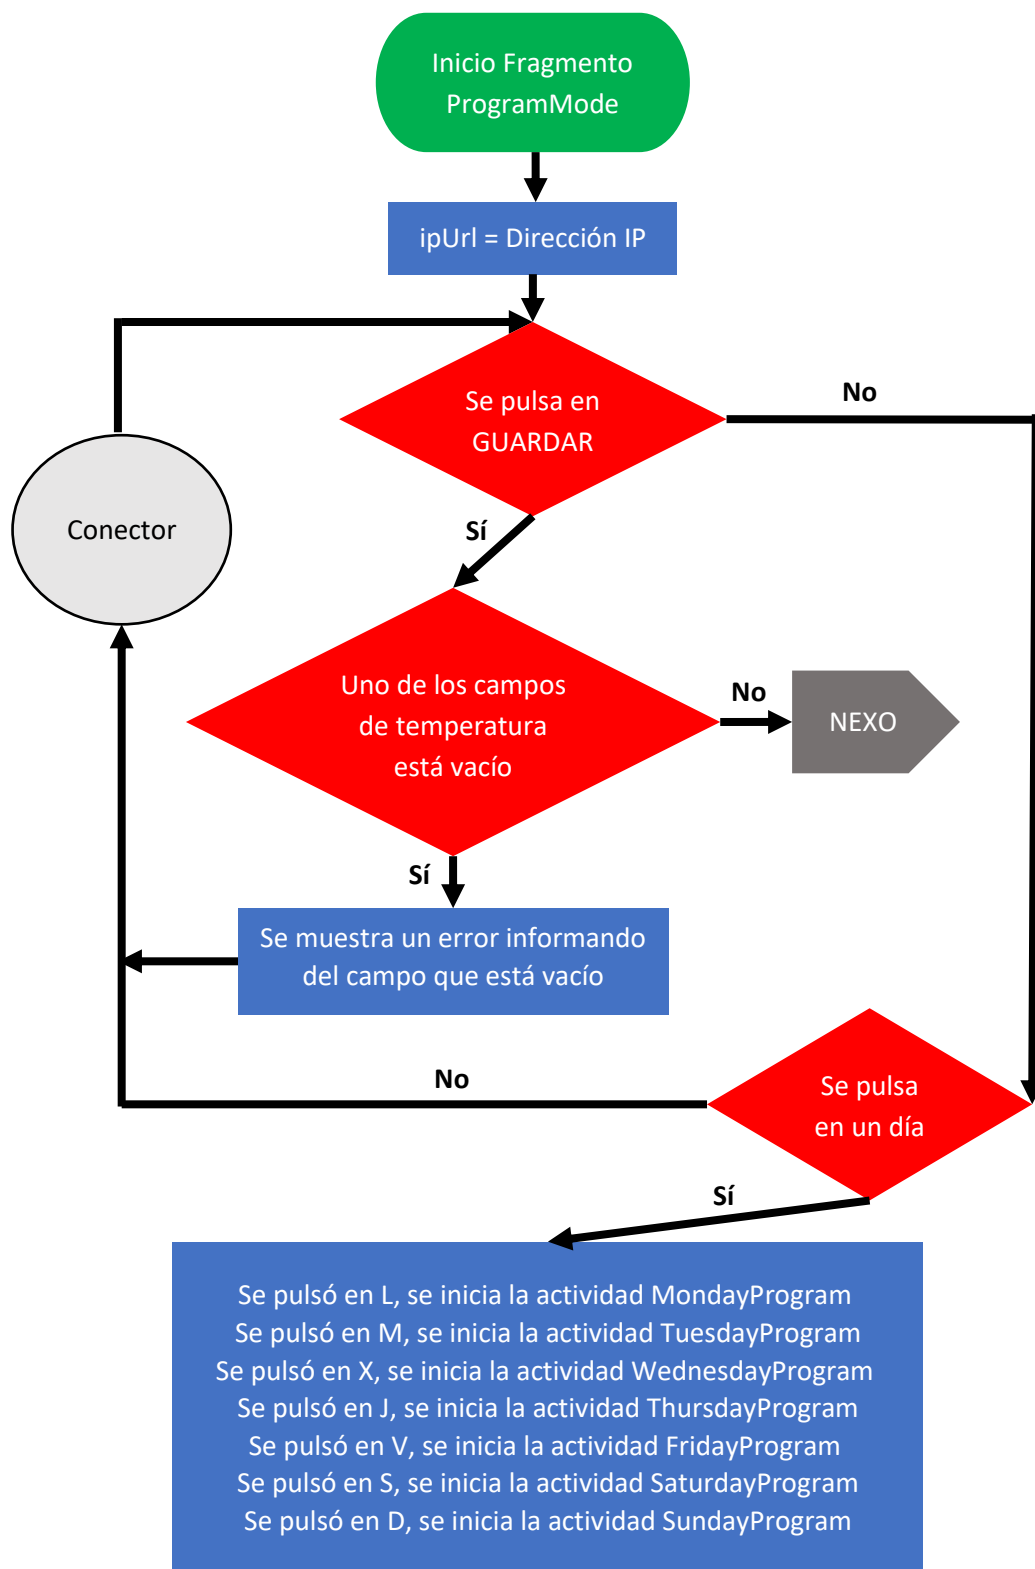 Inicio Fragmento
ProgramMode
ipUrl = Dirección IP
Se pulsa en
GUARDAR
No
Conector
Sí
Uno de los campos
de temperatura
está vacío
No
NEXO
Sí
Se muestra un error informando
del campo que está vacío
No
Se pulsa
en un día
Sí
Se pulsó en L, se inicia la actividad MondayProgram
Se pulsó en M, se inicia la actividad TuesdayProgram
Se pulsó en X, se inicia la actividad WednesdayProgram
Se pulsó en J, se inicia la actividad ThursdayProgram
Se pulsó en V, se inicia la actividad FridayProgram
Se pulsó en S, se inicia la actividad SaturdayProgram
Se pulsó en D, se inicia la actividad SundayProgram